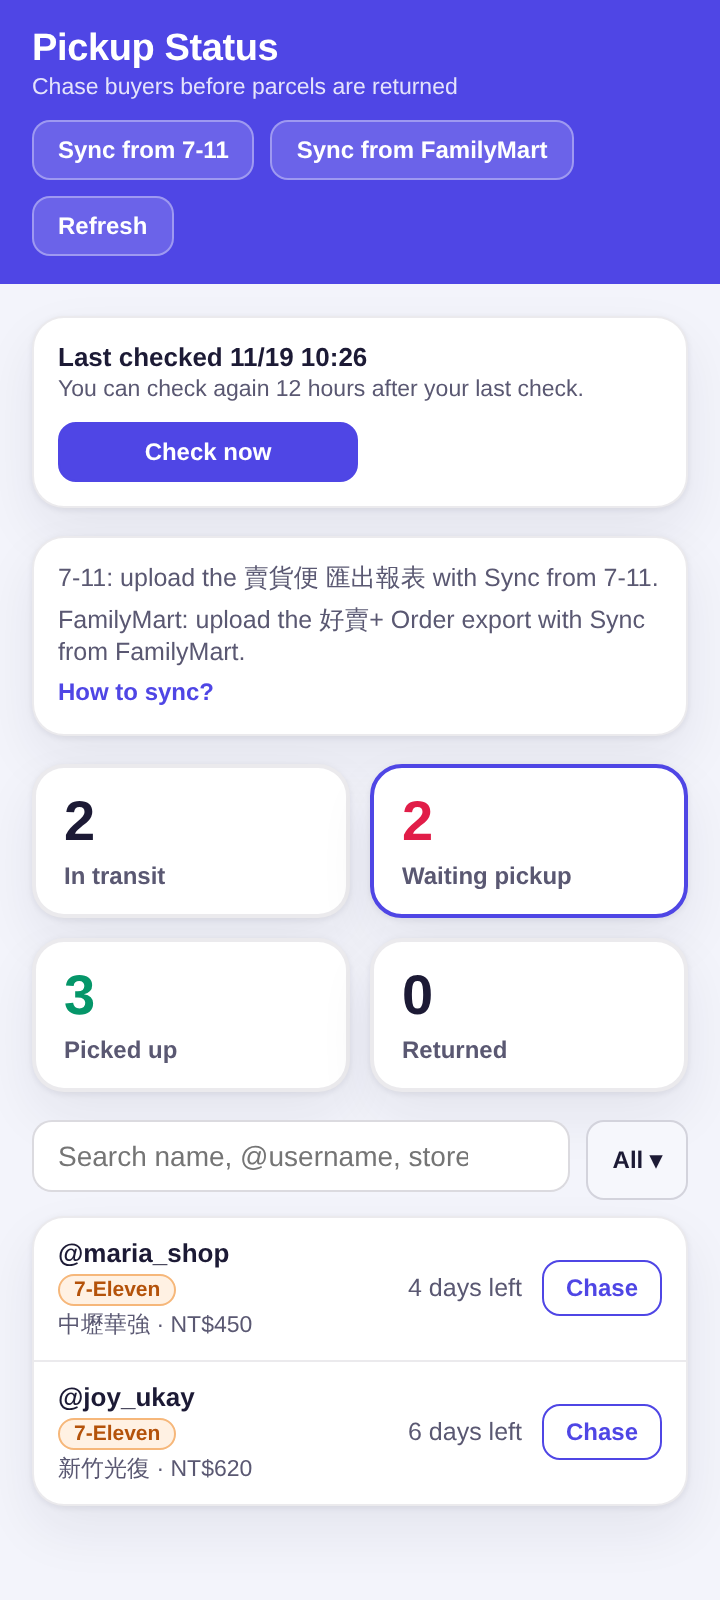 Pickup Status
Chase buyers before parcels are returned
Sync from 7-11
Sync from FamilyMart
Refresh
Last checked 11/19 10:26
You can check again 12 hours after your last check.
Check now
7-11: upload the 賣貨便 匯出報表 with Sync from 7-11.
FamilyMart: upload the 好賣+ Order export with Sync
from FamilyMart.
How to sync?
2
In transit
2
Waiting pickup
3
Picked up
0
Returned
Search name, @username, store
All ▾
@maria_shop
7-Eleven
中壢華強 · NT$450
4 days left
Chase
@joy_ukay
7-Eleven
新竹光復 · NT$620
6 days left
Chase